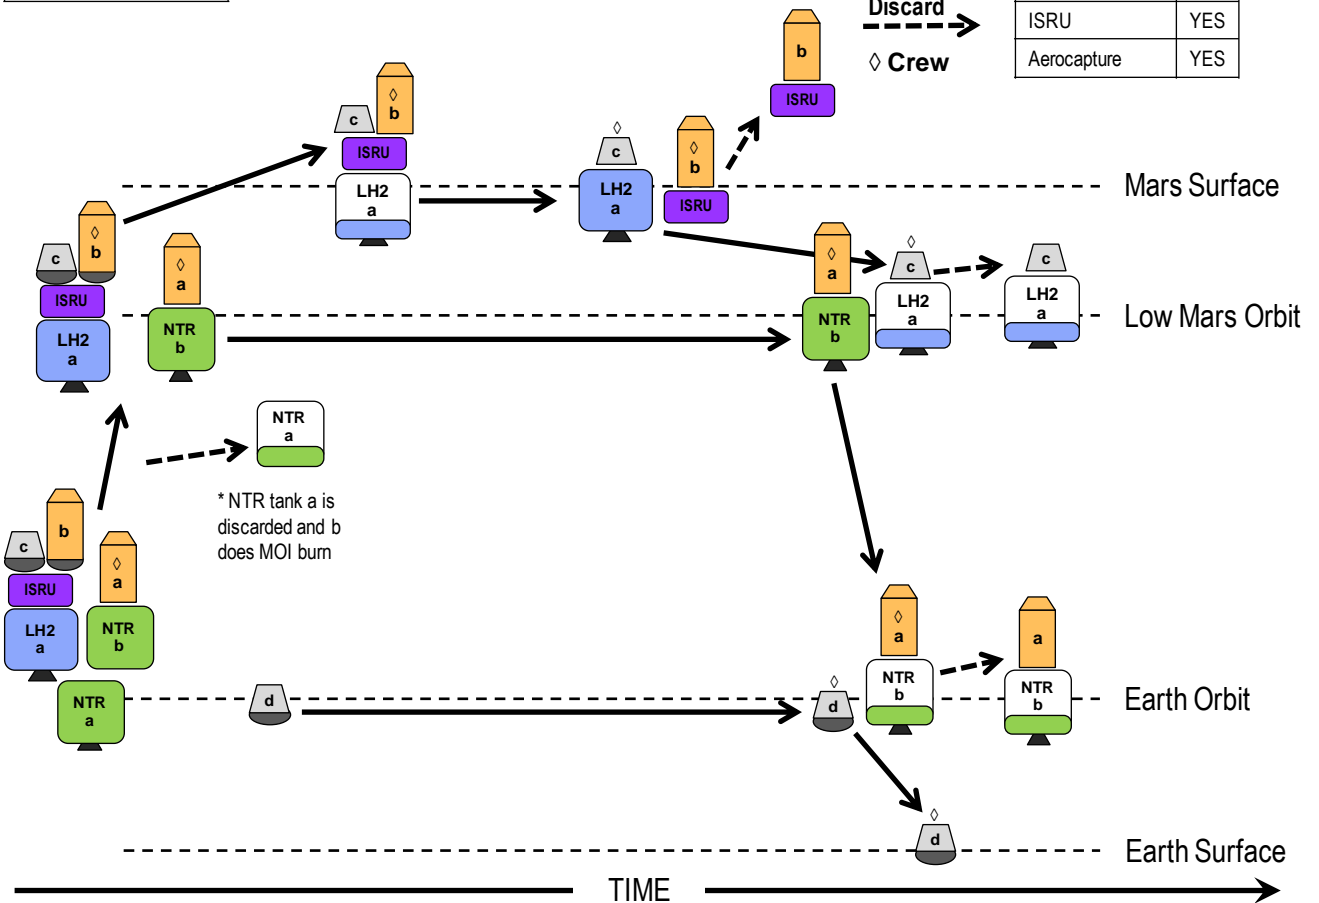 Discard
◊ Crew
ISRU YES
Aerocapture YES
b
ISRU
◊
b
c
ISRU
LH2
a
◊
c
LH2
a
◊
b
ISRU
Mars Surface
◊
b
c
ISRU
LH2
a
◊
a
NTR
b
◊
a
NTR
b
◊
c
LH2
a
c
LH2
a
Low Mars Orbit
NTR
a
* NTR tank a is
discarded and b
does MOI burn
b
c
ISRU
LH2
a
◊
a
NTR
b
NTR
a
d
◊
d
◊
a
NTR
b
a
NTR
b
Earth Orbit
◊
d
Earth Surface
TIME